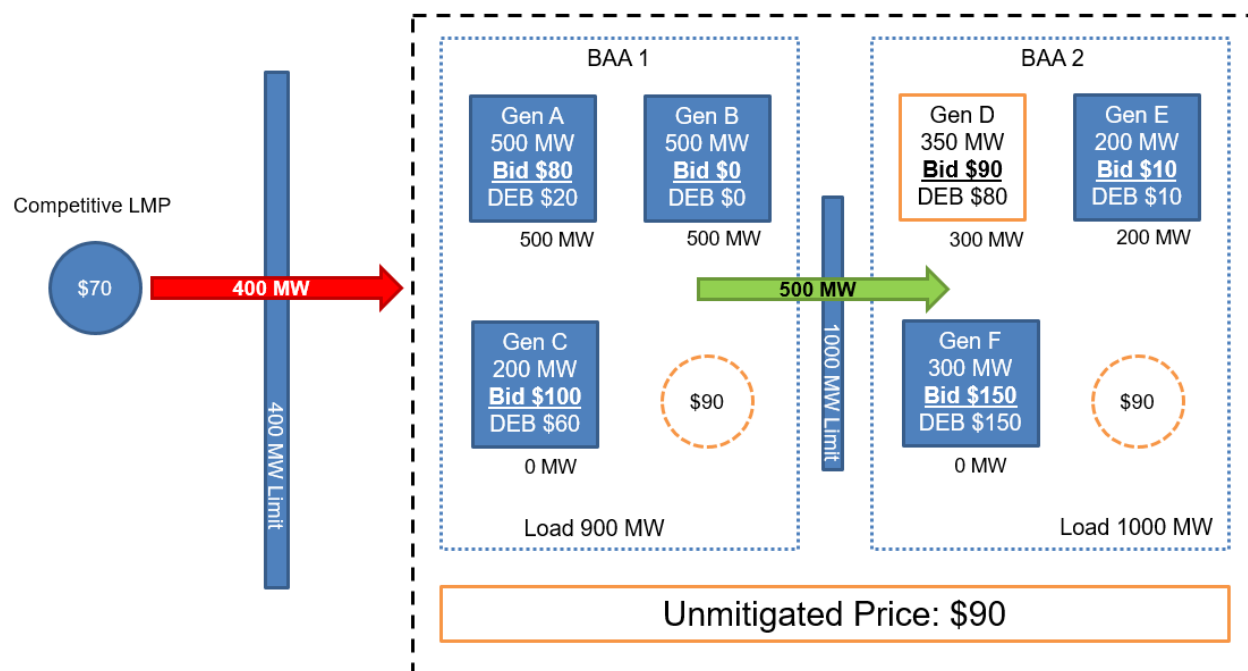 BAA 1
BAA 2
Gen A
500 MW
Bid $80
DEB $20
500 MW
Gen B
500 MW
Bid $0
DEB $0
500 MW
Gen D
350 MW
Bid $90
DEB $80
300 MW
Gen E
200 MW
Bid $10
DEB $10
200 MW
Competitive LMP
$70
400 MW
400 MW Limit
500 MW
1000 MW Limit
Gen C
200 MW
Bid $100
DEB $60
0 MW
$90
Gen F
300 MW
Bid $150
DEB $150
0 MW
$90
Load 900 MW
Load 1000 MW
Unmitigated Price: $90